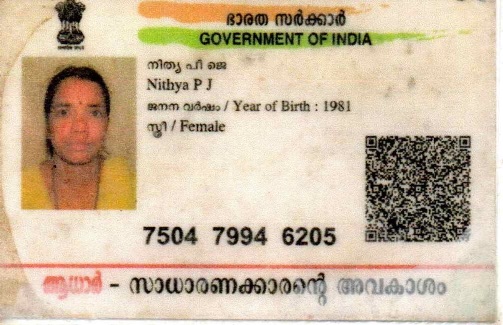 ഭാരത സർക്കാർ
GOVERNMENT OF INDIA
നിത്യ പി ജെ
Nithya P J
ജനന വർഷം / Year of Birth : 1981
സ്ത്രീ / Female
7504 7994 6205
ആധാർ - സാധാരണക്കാരന്റെ അവകാശം